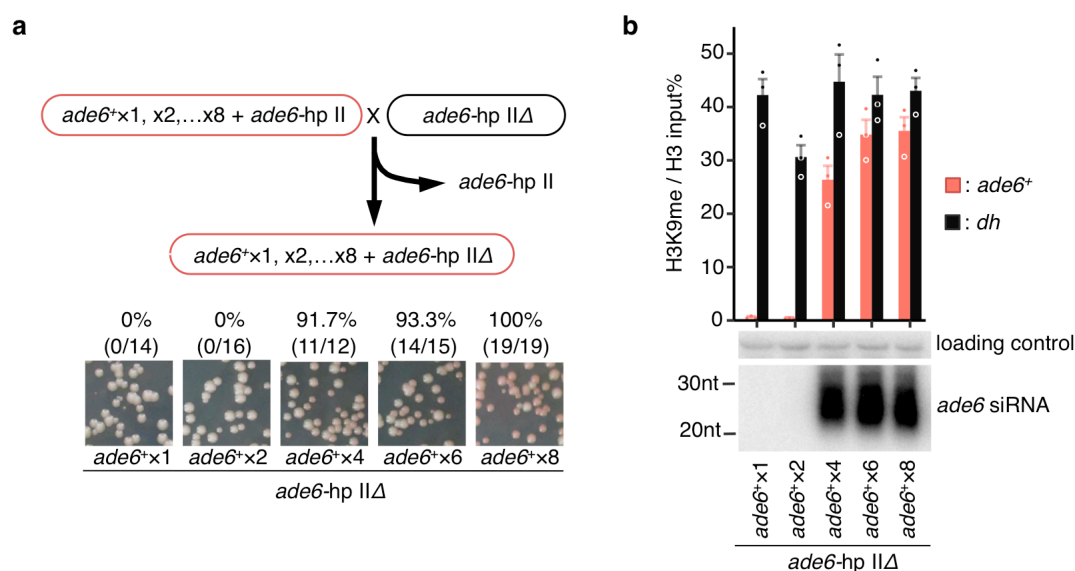 a
ade6⁺×1, x2,...x8 + ade6-hp II X ade6-hp IIΔ
ade6-hp II
ade6⁺×1, x2,...x8 + ade6-hp IIΔ
0% 0% 91.7% 93.3% 100%
(0/14) (0/16) (11/12) (14/15) (19/19)
ade6⁺×1 ade6⁺×2 ade6⁺×4 ade6⁺×6 ade6⁺×8
ade6-hp IIΔ
b
H3K9me / H3 input%
50
40
30
20
10
0
: ade6⁺
: dh
loading control
30nt
20nt
ade6 siRNA
ade6⁺×1 ade6⁺×2 ade6⁺×4 ade6⁺×6 ade6⁺×8
ade6-hp IIΔ